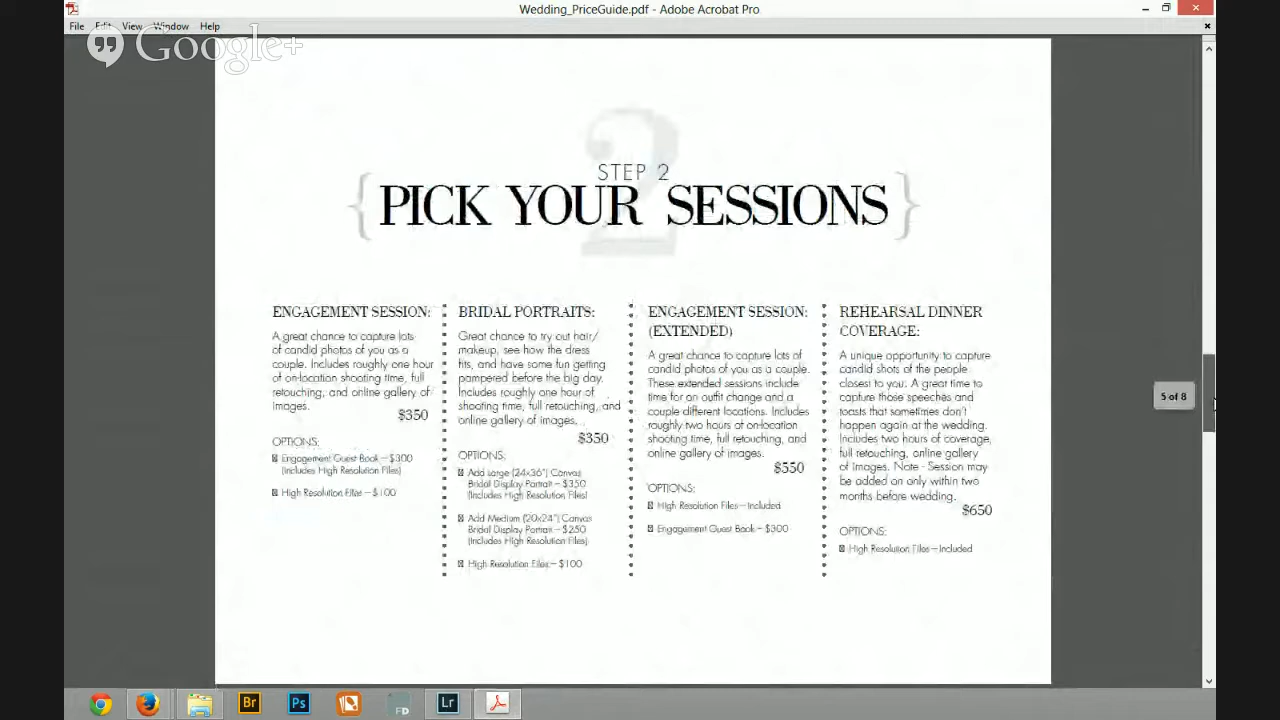 Wedding_PriceGuide.pdf - Adobe Acrobat Pro
File Edit View Window Help
Google+
2
STEP 2
{PICK YOUR SESSIONS}
ENGAGEMENT SESSION:
A great chance to capture lots
of candid photos of you as a
couple. Includes roughly one hour
of on-location shooting time, full
retouching, and online gallery of
images.
$350
OPTIONS:
Engagement Guest Book – $300
(Includes High Resolution Files)
High Resolution Files – $100
BRIDAL PORTRAITS:
Great chance to try out hair/
makeup, see how the dress
fits, and have some fun getting
pampered before the big day.
Includes roughly one hour of
shooting time, full retouching, and
online gallery of images.
$350
OPTIONS:
Add Large (24x36") Canvas
Bridal Display Portrait – $350
(Includes High Resolution Files)
Add Medium (20x24") Canvas
Bridal Display Portrait – $250
(Includes High Resolution Files)
High Resolution Files – $100
ENGAGEMENT SESSION:
(EXTENDED)
A great chance to capture lots of
candid photos of you as a couple.
These extended sessions include
time for an outfit change and a
couple different locations. Includes
roughly two hours of on-location
shooting time, full retouching, and
online gallery of images.
$550
OPTIONS:
High Resolution Files – Included
Engagement Guest Book – $300
REHEARSAL DINNER
COVERAGE:
A unique opportunity to capture
candid shots of the people
closest to you. A great time to
capture those speeches and
toasts that sometimes don't
happen again at the wedding.
Includes two hours of coverage,
full retouching, online gallery
of images. Note - Session may
be added on only within two
months before wedding.
$650
OPTIONS:
High Resolution Files – Included
5 of 8
Br
Ps
FD
Lr